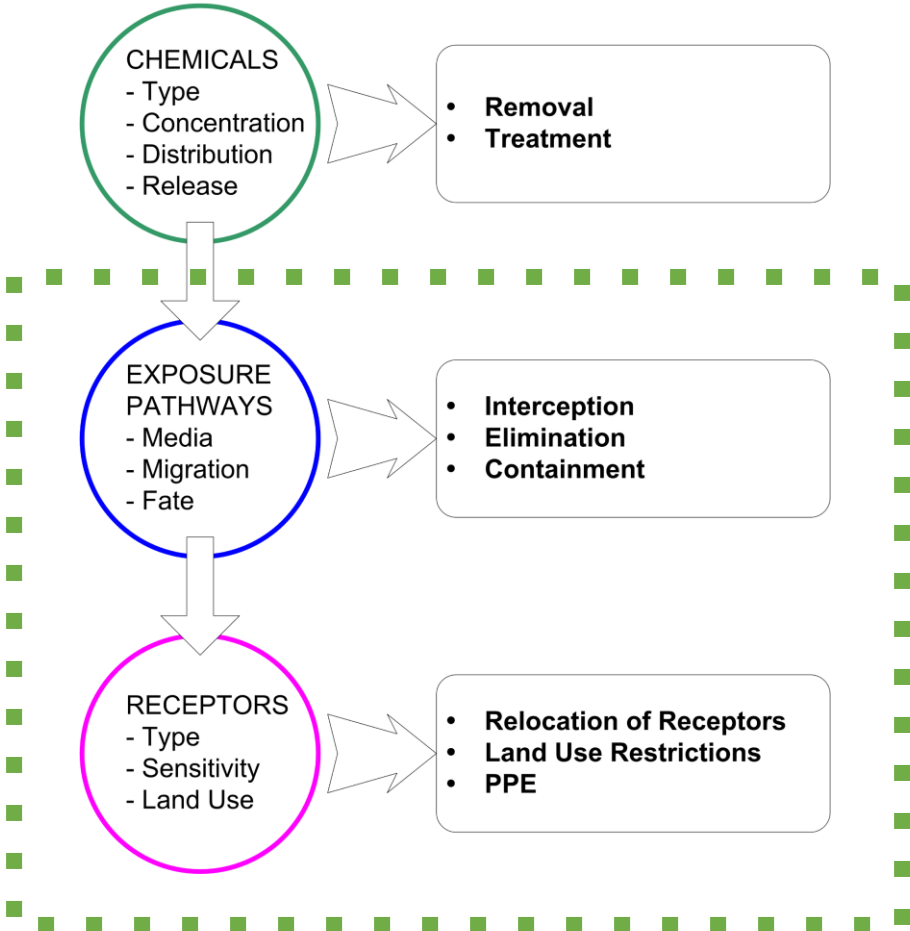 CHEMICALS
- Type
- Concentration
- Distribution
- Release
• Removal
• Treatment
EXPOSURE
PATHWAYS
- Media
- Migration
- Fate
• Interception
• Elimination
• Containment
RECEPTORS
- Type
- Sensitivity
- Land Use
• Relocation of Receptors
• Land Use Restrictions
• PPE